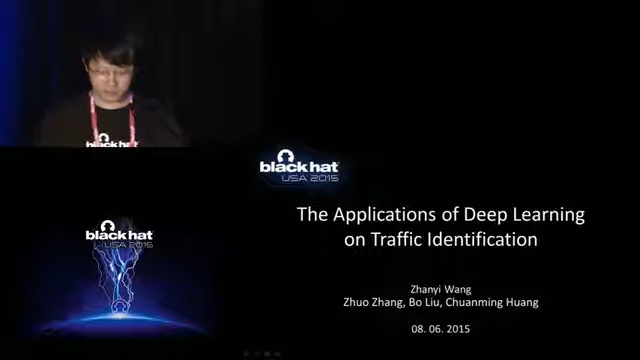 black hat
black hat
USA 2015
black hat
USA 2015
The Applications of Deep Learning
on Traffic Identification
Zhanyi Wang
Zhuo Zhang, Bo Liu, Chuanming Huang
08. 06. 2015